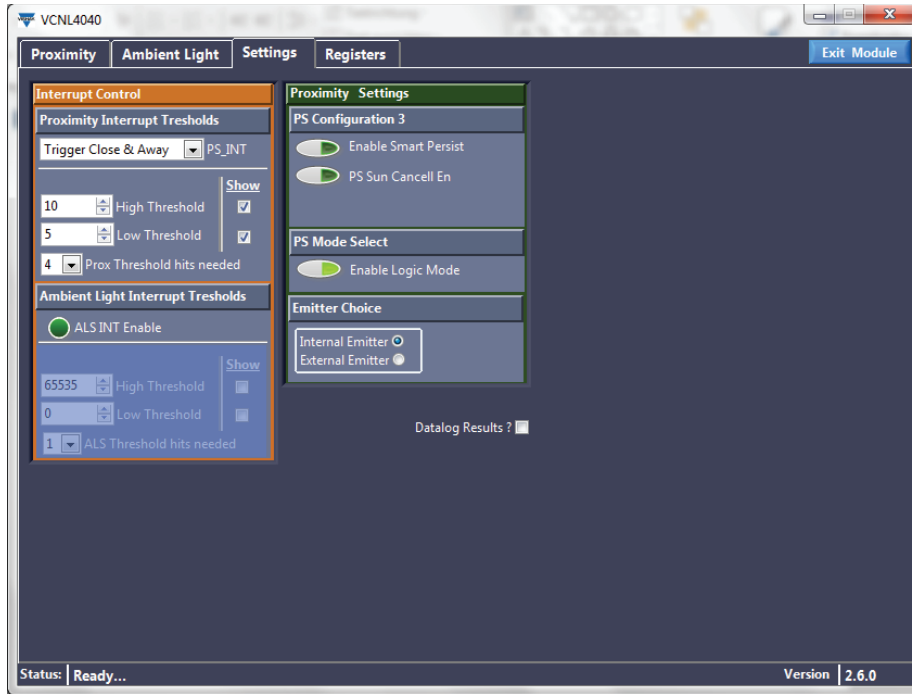 VCNL4040
Proximity
Ambient Light
Settings
Registers
Exit Module
Interrupt Control
Proximity Interrupt Tresholds
Trigger Close & Away PS_INT
Show
10 High Threshold
5 Low Threshold
4 Prox Threshold hits needed
Ambient Light Interrupt Tresholds
ALS INT Enable
Show
65535 High Threshold
0 Low Threshold
1 ALS Threshold hits needed
Proximity Settings
PS Configuration 3
Enable Smart Persist
PS Sun Cancell En
PS Mode Select
Enable Logic Mode
Emitter Choice
Internal Emitter
External Emitter
Datalog Results ?
Status: Ready...
Version 2.6.0